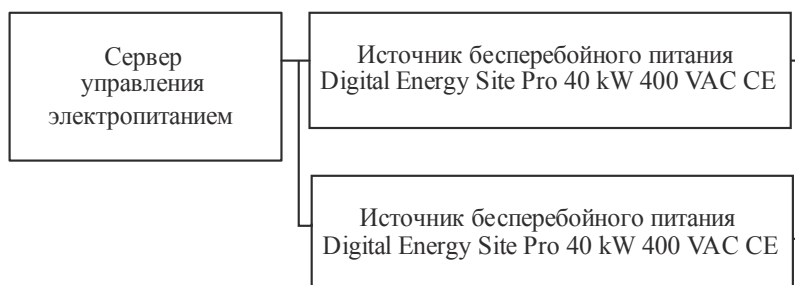 Сервер
управления
электропитанием
Источник бесперебойного питания
Digital Energy Site Pro 40 kW 400 VAC CE
Источник бесперебойного питания
Digital Energy Site Pro 40 kW 400 VAC CE